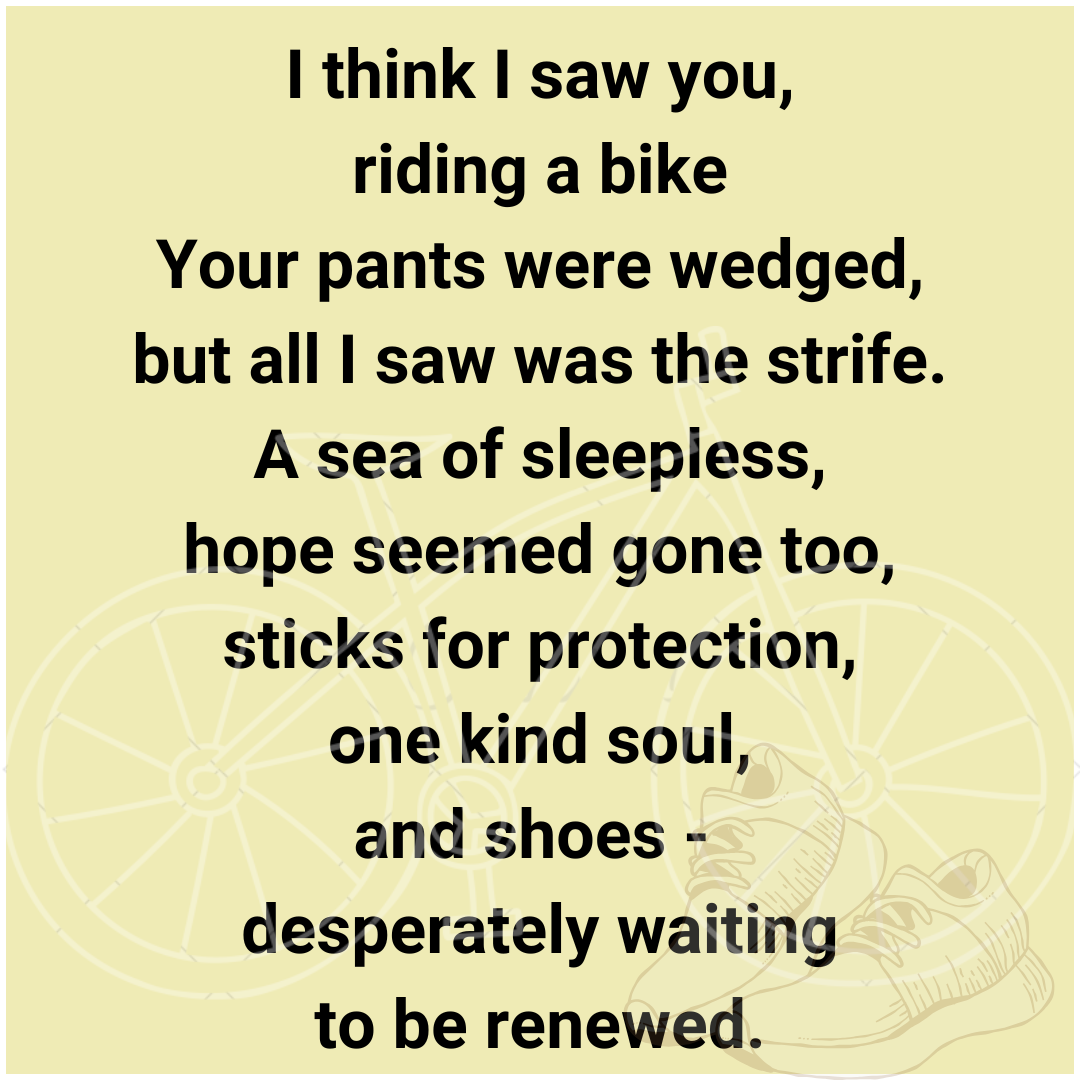 I think I saw you,
riding a bike
Your pants were wedged,
but all I saw was the strife.
A sea of sleepless,
hope seemed gone too,
sticks for protection,
one kind soul,
and shoes -
desperately waiting
to be renewed.